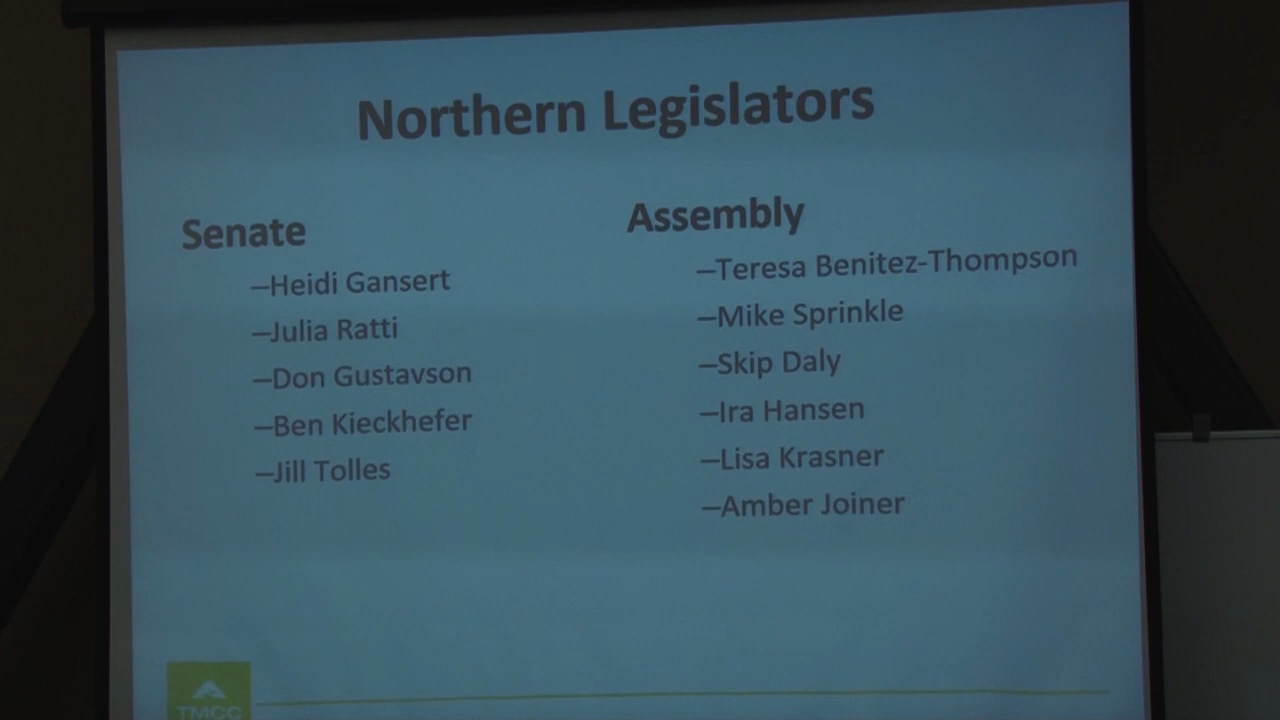 Northern Legislators
Senate
–Heidi Gansert
–Julia Ratti
–Don Gustavson
–Ben Kieckhefer
–Jill Tolles
Assembly
–Teresa Benitez-Thompson
–Mike Sprinkle
–Skip Daly
–Ira Hansen
–Lisa Krasner
–Amber Joiner
TMCC